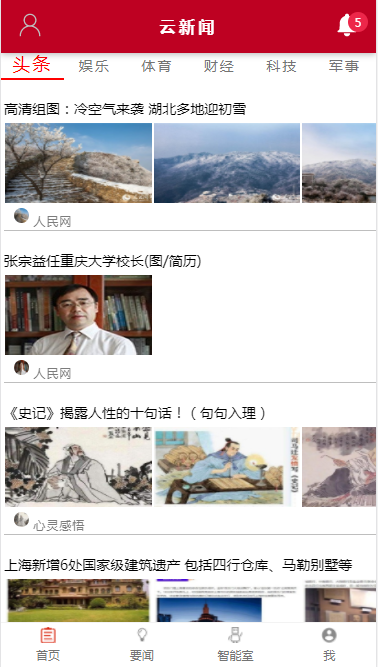 云新闻
5
头条 娱乐 体育 财经 科技 军事
高清组图：冷空气来袭 湖北多地迎初雪
人民网
张宗益任重庆大学校长(图/简历)
人民网
《史记》揭露人性的十句话！（句句入理）
心灵感悟
上海新增6处国家级建筑遗产 包括四行仓库、马勒别墅等
首页 要闻 智能室 我